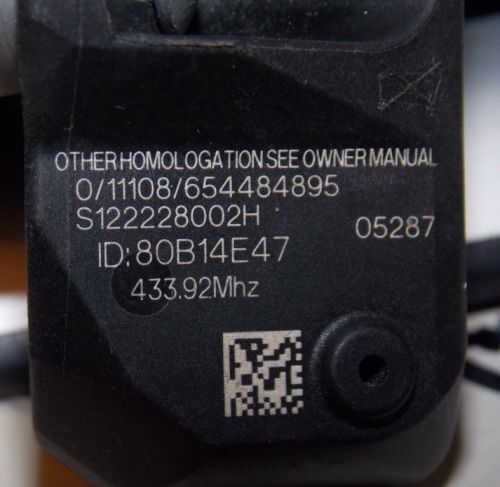 OTHER HOMOLOGATION SEE OWNER MANUAL
0/11108/654484895
S122228002H
05287
ID:80B14E47
433.92Mhz